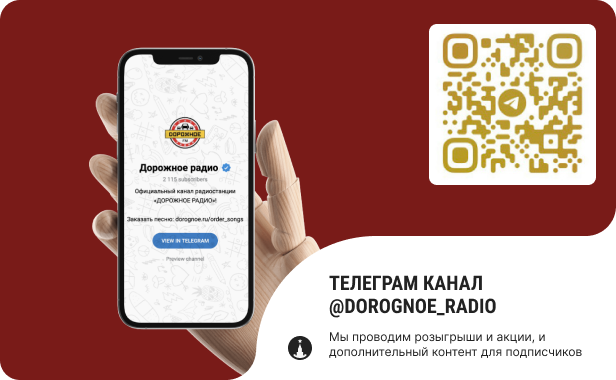 ДОРОЖНОЕ
FM
Дорожное радио
2 115 subscribers
Официальный канал радиостанции
«ДОРОЖНОЕ РАДИО»!
Заказать песню: dorognoe.ru/order_songs
VIEW IN TELEGRAM
Preview channel
ТЕЛЕГРАМ КАНАЛ
@DOROGNOE_RADIO
Мы проводим розыгрыши и акции, и
дополнительный контент для подписчиков